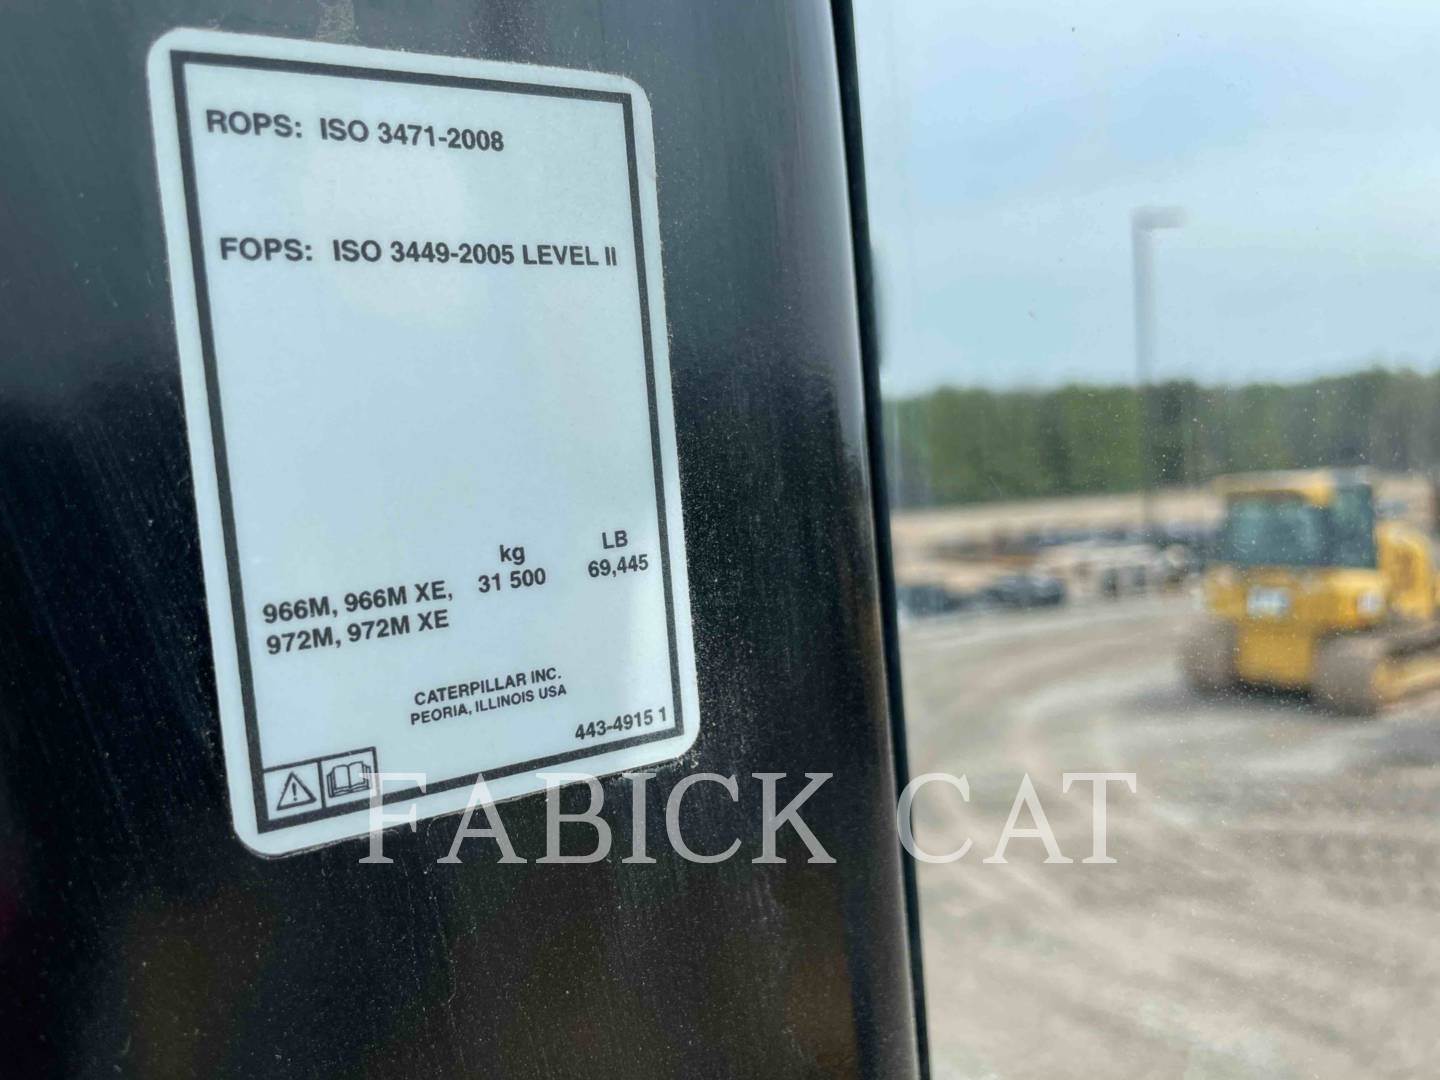 ROPS: ISO 3471-2008
FOPS: ISO 3449-2005 LEVEL II
kg LB
966M, 966M XE, 31 500 69,445
972M, 972M XE
CATERPILLAR INC.
PEORIA, ILLINOIS USA
443-4915 1
FABICK CAT